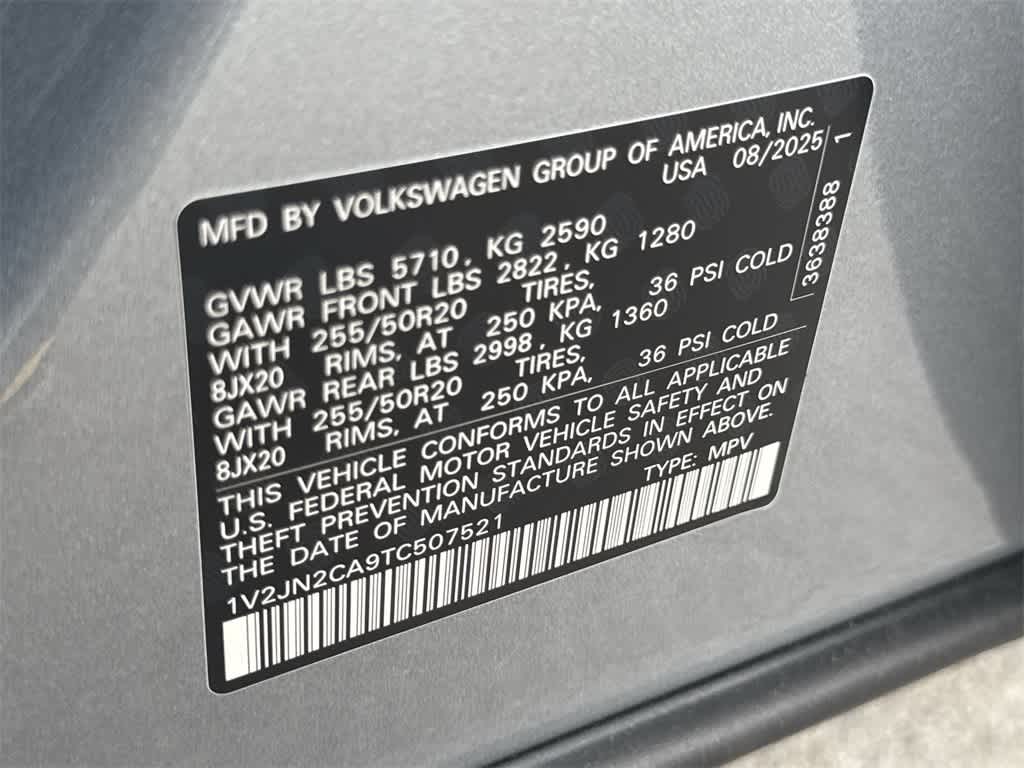 MFD BY VOLKSWAGEN GROUP OF AMERICA, INC.
USA 08/2025
GVWR LBS 5710, KG 2590
GAWR FRONT LBS 2822, KG 1280
WITH 255/50R20 TIRES,
8JX20 RIMS, AT 250 KPA, 36 PSI COLD
GAWR REAR LBS 2998, KG 1360
WITH 255/50R20 TIRES,
8JX20 RIMS, AT 250 KPA, 36 PSI COLD
THIS VEHICLE CONFORMS TO ALL APPLICABLE
U.S. FEDERAL MOTOR VEHICLE SAFETY AND
THEFT PREVENTION STANDARDS IN EFFECT ON
THE DATE OF MANUFACTURE SHOWN ABOVE.
1V2JN2CA9TC507521 TYPE: MPV
3638388 1